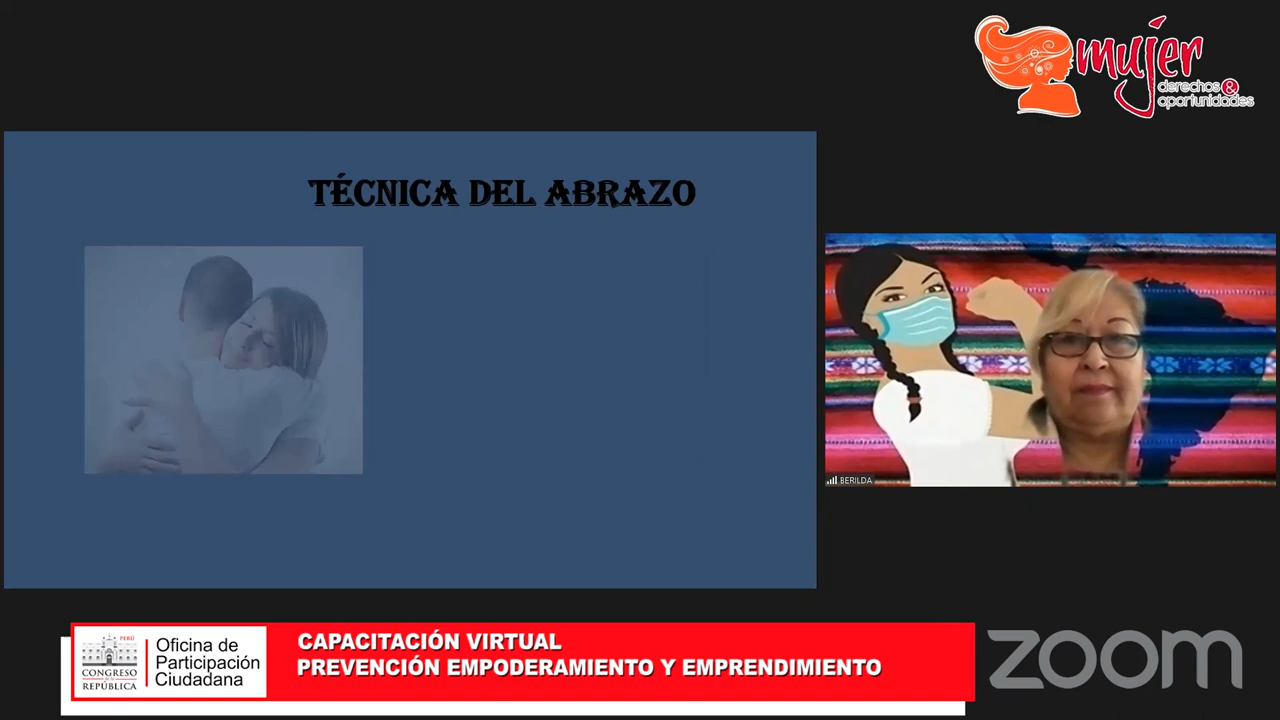 mujer
derechos &
oportunidades
TÉCNICA DEL ABRAZO
BERILDA
PERÚ
CONGRESO
REPÚBLICA
Oficina de
Participación
Ciudadana
CAPACITACIÓN VIRTUAL
PREVENCIÓN EMPODERAMIENTO Y EMPRENDIMIENTO
zoom